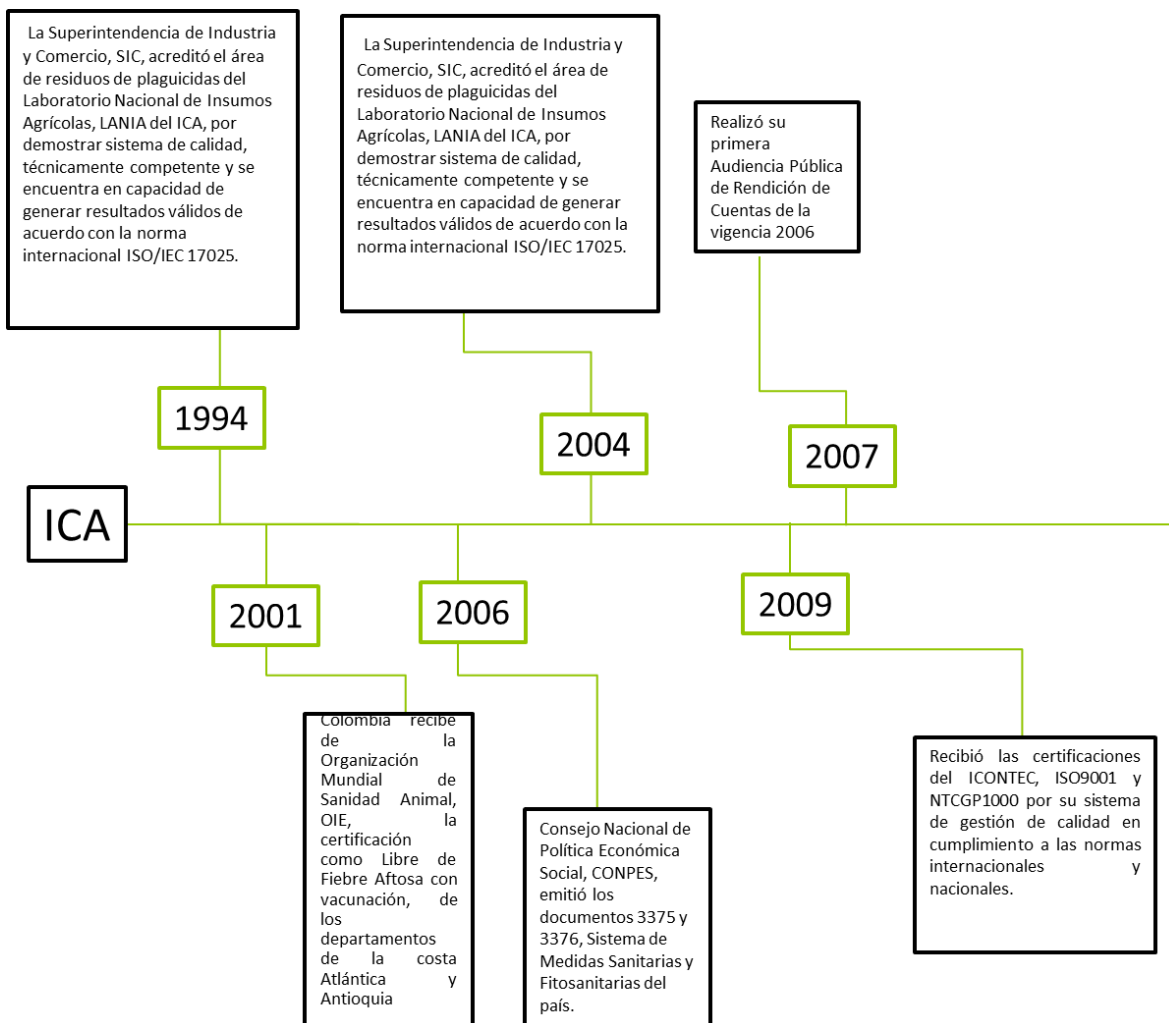 La Superintendencia de Industria
y Comercio, SIC, acreditó el área
de residuos de plaguicidas del
Laboratorio Nacional de Insumos
Agrícolas, LANIA del ICA, por
demostrar sistema de calidad,
técnicamente competente y se
encuentra en capacidad de
generar resultados válidos de
acuerdo con la norma
internacional ISO/IEC 17025.
La Superintendencia de Industria y
Comercio, SIC, acreditó el área de
residuos de plaguicidas del
Laboratorio Nacional de Insumos
Agrícolas, LANIA del ICA, por
demostrar sistema de calidad,
técnicamente competente y se
encuentra en capacidad de generar
resultados válidos de acuerdo con la
norma internacional ISO/IEC 17025.
Realizó su
primera
Audiencia Pública
de Rendición de
Cuentas de la
vigencia 2006
1994
2004
2007
ICA
2001
2006
2009
Colombia recibe
de la
Organización
Mundial de
Sanidad Animal,
OIE, la
certificación
como Libre de
Fiebre Aftosa con
vacunación, de
los
departamentos
de la costa
Atlántica y
Antioquia
Consejo Nacional de
Política Económica
Social, CONPES,
emitió los
documentos 3375 y
3376, Sistema de
Medidas Sanitarias y
Fitosanitarias del
país.
Recibió las certificaciones
del ICONTEC, ISO9001 y
NTCGP1000 por su sistema
de gestión de calidad en
cumplimiento a las normas
internacionales y
nacionales.